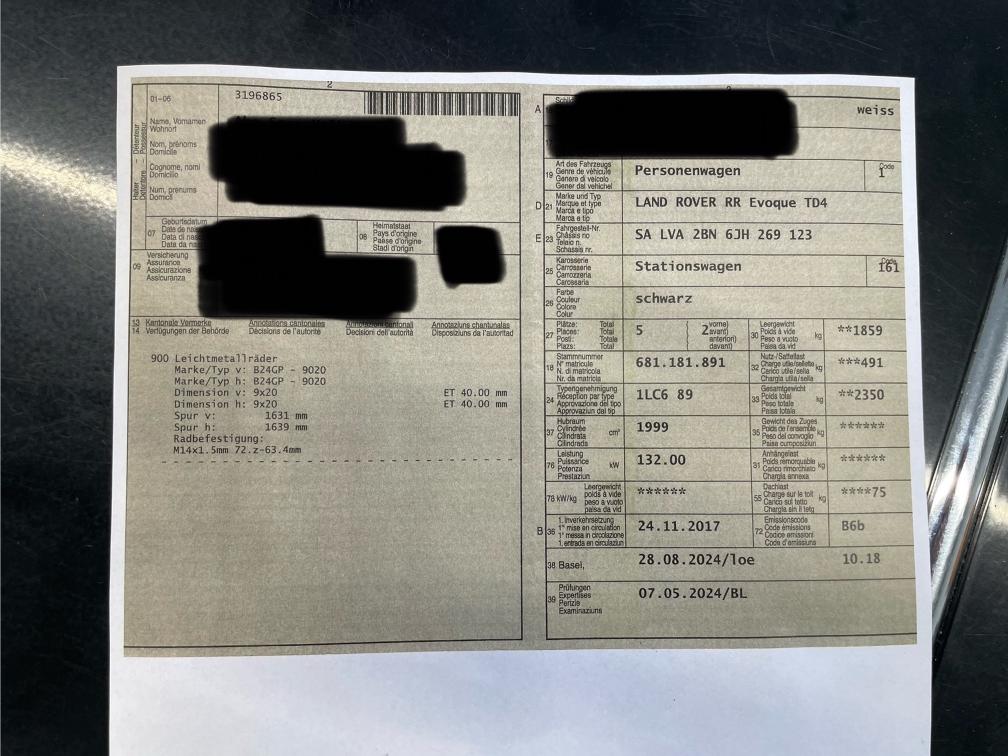 2
01-06
3196865
Name, Vornamen
Wohnort
Nom, prénoms
Domicile
Cognome, nomi
Domicilio
Num, prenums
Domicil
07
Geburtsdatum
08
Heimatstaat
Pays d'origine
Paese d'origine
Stadi d'origin
09
Versicherung
Assurance
Assicurazione
Assicuranza
13
14
Kantonale Vermerke
Verfügungen der Behörde
Annotations cantonales
Décisions de l'autorité
Annotazioni cantonali
Decisioni dell'autorità
Annotaziuns chantunalas
Disposiziuns da l'autoritad
900 Leichtmetallräder
Marke/Typ v: B24GP - 9020
Marke/Typ h: B24GP - 9020
Dimension v: 9x20 ET 40.00 mm
Dimension h: 9x20 ET 40.00 mm
Spur v: 1631 mm
Spur h: 1639 mm
Radbefestigung:
M14x1.5mm 72.z-63.4mm
A
weiss
19
Art des Fahrzeugs
Genre de véhicule
Genere di veicolo
Gener dal vehichel
Personenwagen
Code
1
D 21
Marke und Typ
Marque et type
Marca e tipo
Marca e tip
LAND ROVER RR Evoque TD4
E 23
Fahrgestell-Nr.
Châssis no
Telaio n.
Schassis nr.
SA LVA 2BN 6JH 269 123
25
Karosserie
Carrosserie
Carrozzeria
Carossaria
Stationswagen
Code
161
26
Farbe
Couleur
Colore
Colur
schwarz
27
Plätze: Total
Places: Total
Posti: Totale
Plazs: Total
5
2
vorne)
davant)
anteriori)
davant)
30
Leergewicht
Poids à vide
Peso a vuoto
Paisa da vid
kg
**1859
18
Stammnummer
N° matricule
N. di matricola
Nr. da matricla
681.181.891
32
Nutz-/Sattellast
Charge utile/sellette
Carico utile/sella
Chargia utila/sella
kg
***491
24
Typengenehmigung
Réception par type
Approvazione del tipo
Approvaziun dal tip
1LC6 89
33
Gesamtgewicht
Poids total
Peso totale
Paisa totala
kg
**2350
37
Hubraum
Cylindrée
Cilindrata
Cilindrada
cm³
1999
35
Gewicht des Zuges
Poids de l'ensemble
Peso del convoglio
Paisa cumposiziun
kg
******
76
Leistung
Puissance
Potenza
Prestaziun
kW
132.00
31
Anhängelast
Poids remorquable
Carico rimorchiato
Chargia annexa
kg
******
78 kW/kg
Leergewicht
poids à vide
peso a vuoto
paisa da vid
******
55
Dachlast
Charge sur le toit
Carico sul tetto
Chargia sin il tetg
kg
****75
B 36
1. Inverkehrsetzung
1re mise en circulation
1a messa in circolazione
1. entrada en circulaziun
24.11.2017
72
Emissionscode
Code émissions
Codice emissioni
Code d'emissiuns
B6b
38 Basel,
28.08.2024/loe
10.18
39
Prüfungen
Expertises
Perizie
Examinaziuns
07.05.2024/BL